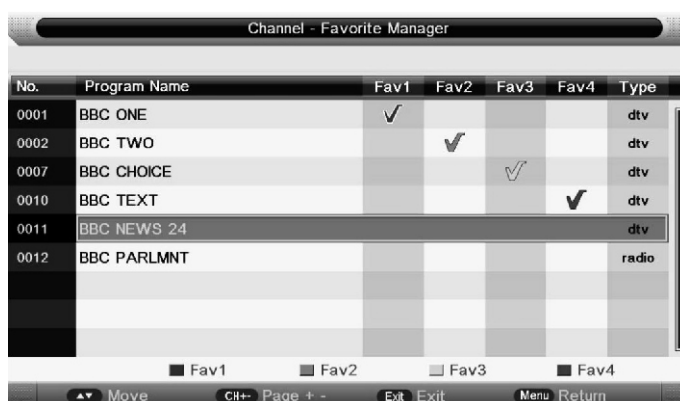 Channel - Favorite Manager
No. Program Name Fav1 Fav2 Fav3 Fav4 Type
0001 BBC ONE dtv
0002 BBC TWO dtv
0007 BBC CHOICE dtv
0010 BBC TEXT dtv
0011 BBC NEWS 24 dtv
0012 BBC PARLMNT radio
Fav1 Fav2 Fav3 Fav4
▲▼ Move CH+- Page + - Exit Exit Menu Return